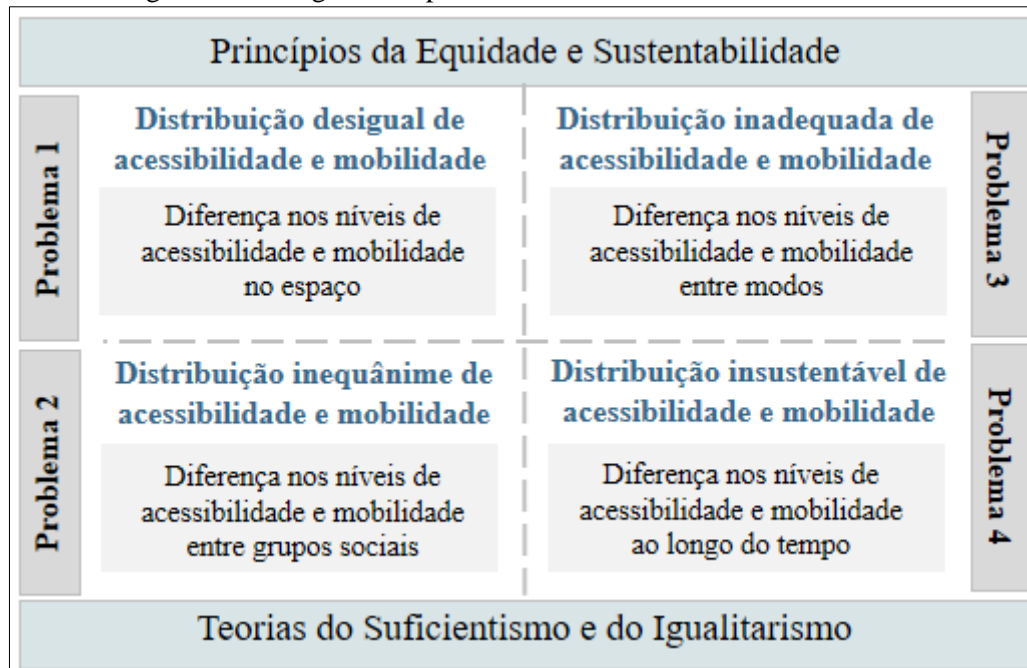 Princípios da Equidade e Sustentabilidade
Problema 1
Distribuição desigual de
acessibilidade e mobilidade
Diferença nos níveis de
acessibilidade e mobilidade
no espaço
Problema 2
Distribuição inequânime de
acessibilidade e mobilidade
Diferença nos níveis de
acessibilidade e mobilidade
entre grupos sociais
Distribuição inadequada de
acessibilidade e mobilidade
Diferença nos níveis de
acessibilidade e mobilidade
entre modos
Problema 3
Distribuição insustentável de
acessibilidade e mobilidade
Diferença nos níveis de
acessibilidade e mobilidade
ao longo do tempo
Problema 4
Teorias do Suficientismo e do Igualitarismo